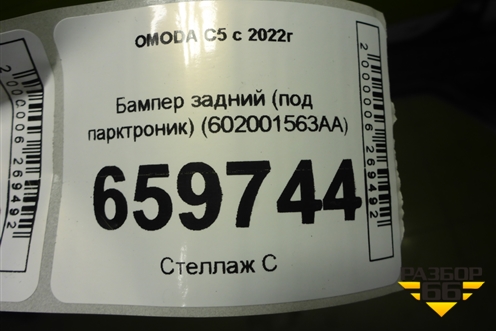 OMODA C5 с 2022г
Бампер задний (под
парктроник) (602001563AA)
659744
Стеллаж С
2000006269492
2000006269492
РАЗБОР
66